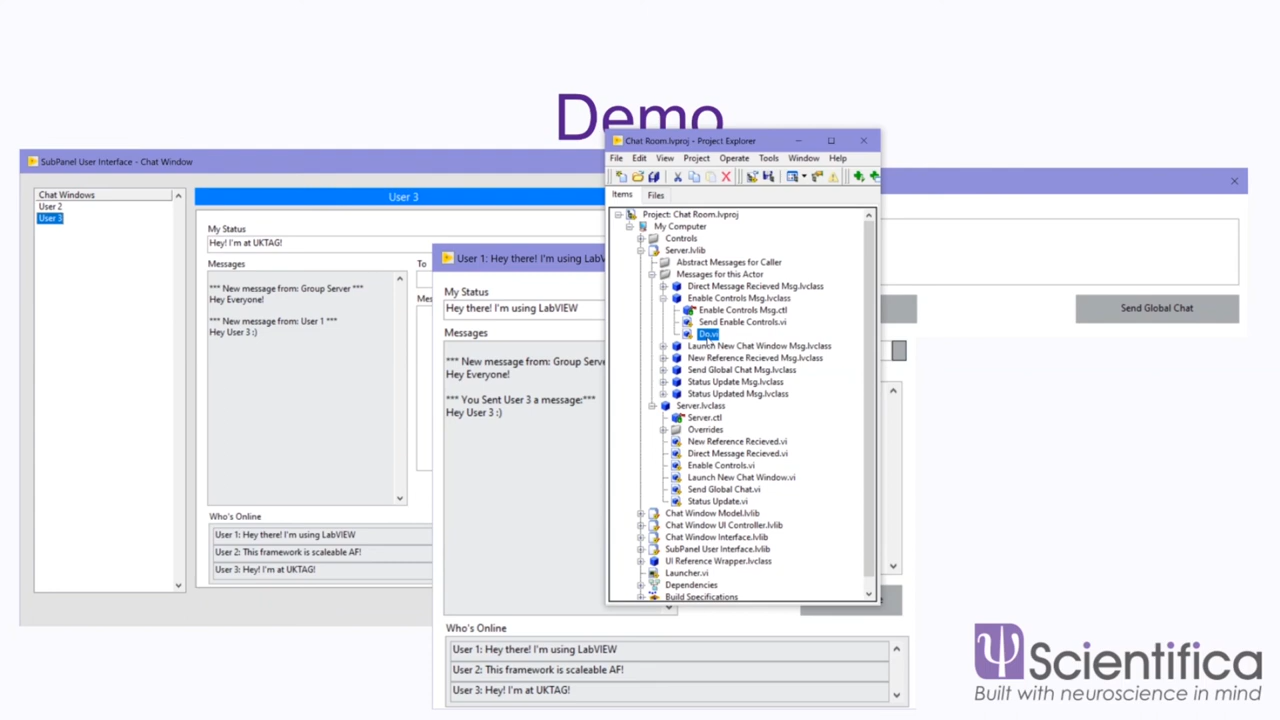 Demo
SubPanel User Interface - Chat Window
Chat Windows
User 2
User 3
User 3
My Status
Hey! I'm at UKTAG!
Messages
To
*** New message from: Group Server ***
Hey Everyone!
*** New message from: User 1 ***
Hey User 3 :)
Who's Online
User 1: Hey there! I'm using LabVIEW
User 2: This framework is scaleable AF!
User 3: Hey! I'm at UKTAG!
User 1: Hey there! I'm using LabV
My Status
Hey there! I'm using LabVIEW
Messages
*** New message from: Group Serve
Hey Everyone!
*** You Sent User 3 a message:***
Hey User 3 :)
Who's Online
User 1: Hey there! I'm using LabVIEW
User 2: This framework is scaleable AF!
User 3: Hey! I'm at UKTAG!
Chat Room.lvproj - Project Explorer
File Edit View Project Operate Tools Window Help
Items Files
Project: Chat Room.lvproj
My Computer
Controls
Server.lvlib
Abstract Messages for Caller
Messages for this Actor
Direct Message Recieved Msg.lvclass
Enable Controls Msg.lvclass
Enable Controls Msg.ctl
Send Enable Controls.vi
Do.vi
Launch New Chat Window Msg.lvclass
New Reference Recieved Msg.lvclass
Send Global Chat Msg.lvclass
Status Update Msg.lvclass
Status Updated Msg.lvclass
Server.lvclass
Server.ctl
Overrides
New Reference Recieved.vi
Direct Message Recieved.vi
Enable Controls.vi
Launch New Chat Window.vi
Send Global Chat.vi
Status Update.vi
Chat Window Model.lvlib
Chat Window UI Controller.lvlib
Chat Window Interface.lvlib
SubPanel User Interface.lvlib
UI Reference Wrapper.lvclass
Launcher.vi
Dependencies
Build Specifications
Send Global Chat
Scientifica
Built with neuroscience in mind